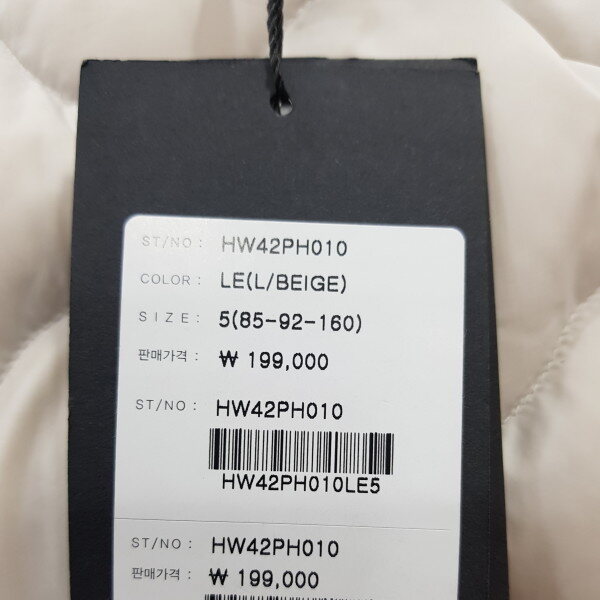 ST/NO : HW42PH010
COLOR : LE(L/BEIGE)
SIZE : 5(85-92-160)
판매가격 : ₩ 199,000
ST/NO : HW42PH010
HW42PH010LE5
ST/NO : HW42PH010
판매가격 : ₩ 199,000